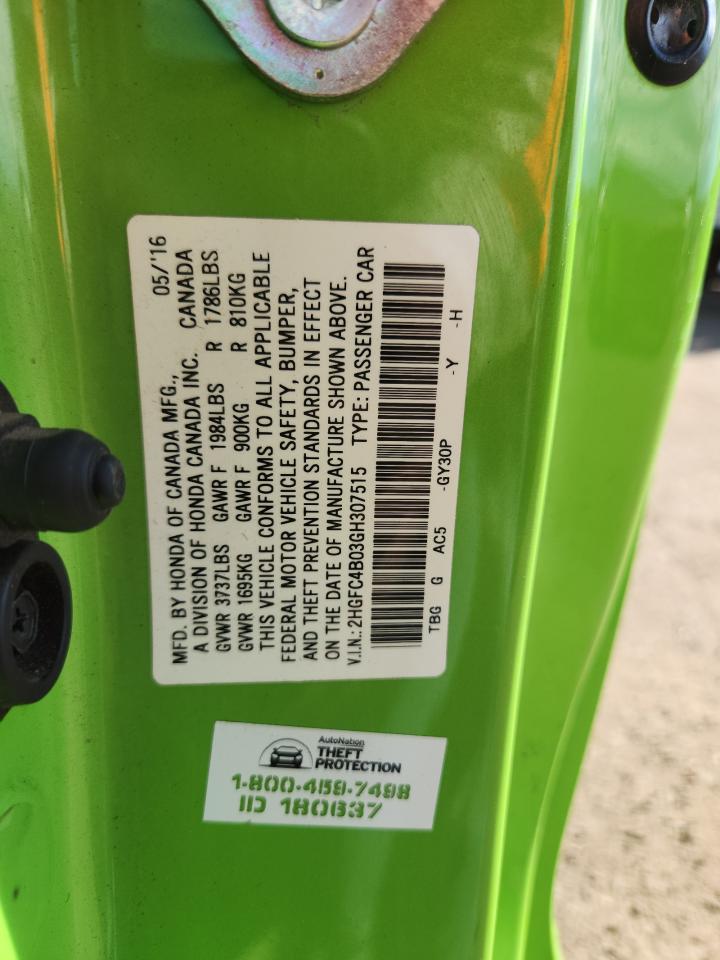 MFD. BY HONDA OF CANADA MFG., 05/'16
A DIVISION OF HONDA CANADA INC. CANADA
GVWR 3737LBS GAWR F 1984LBS R 1786LBS
GVWR 1695KG GAWR F 900KG R 810KG
THIS VEHICLE CONFORMS TO ALL APPLICABLE
FEDERAL MOTOR VEHICLE SAFETY, BUMPER,
AND THEFT PREVENTION STANDARDS IN EFFECT
ON THE DATE OF MANUFACTURE SHOWN ABOVE.
V.I.N.: 2HGFC4B03GH307515 TYPE: PASSENGER CAR
TBG G AC5 -GY30P -Y -H
AutoNation
THEFT
PROTECTION
1-800-459-7498
ID 180637